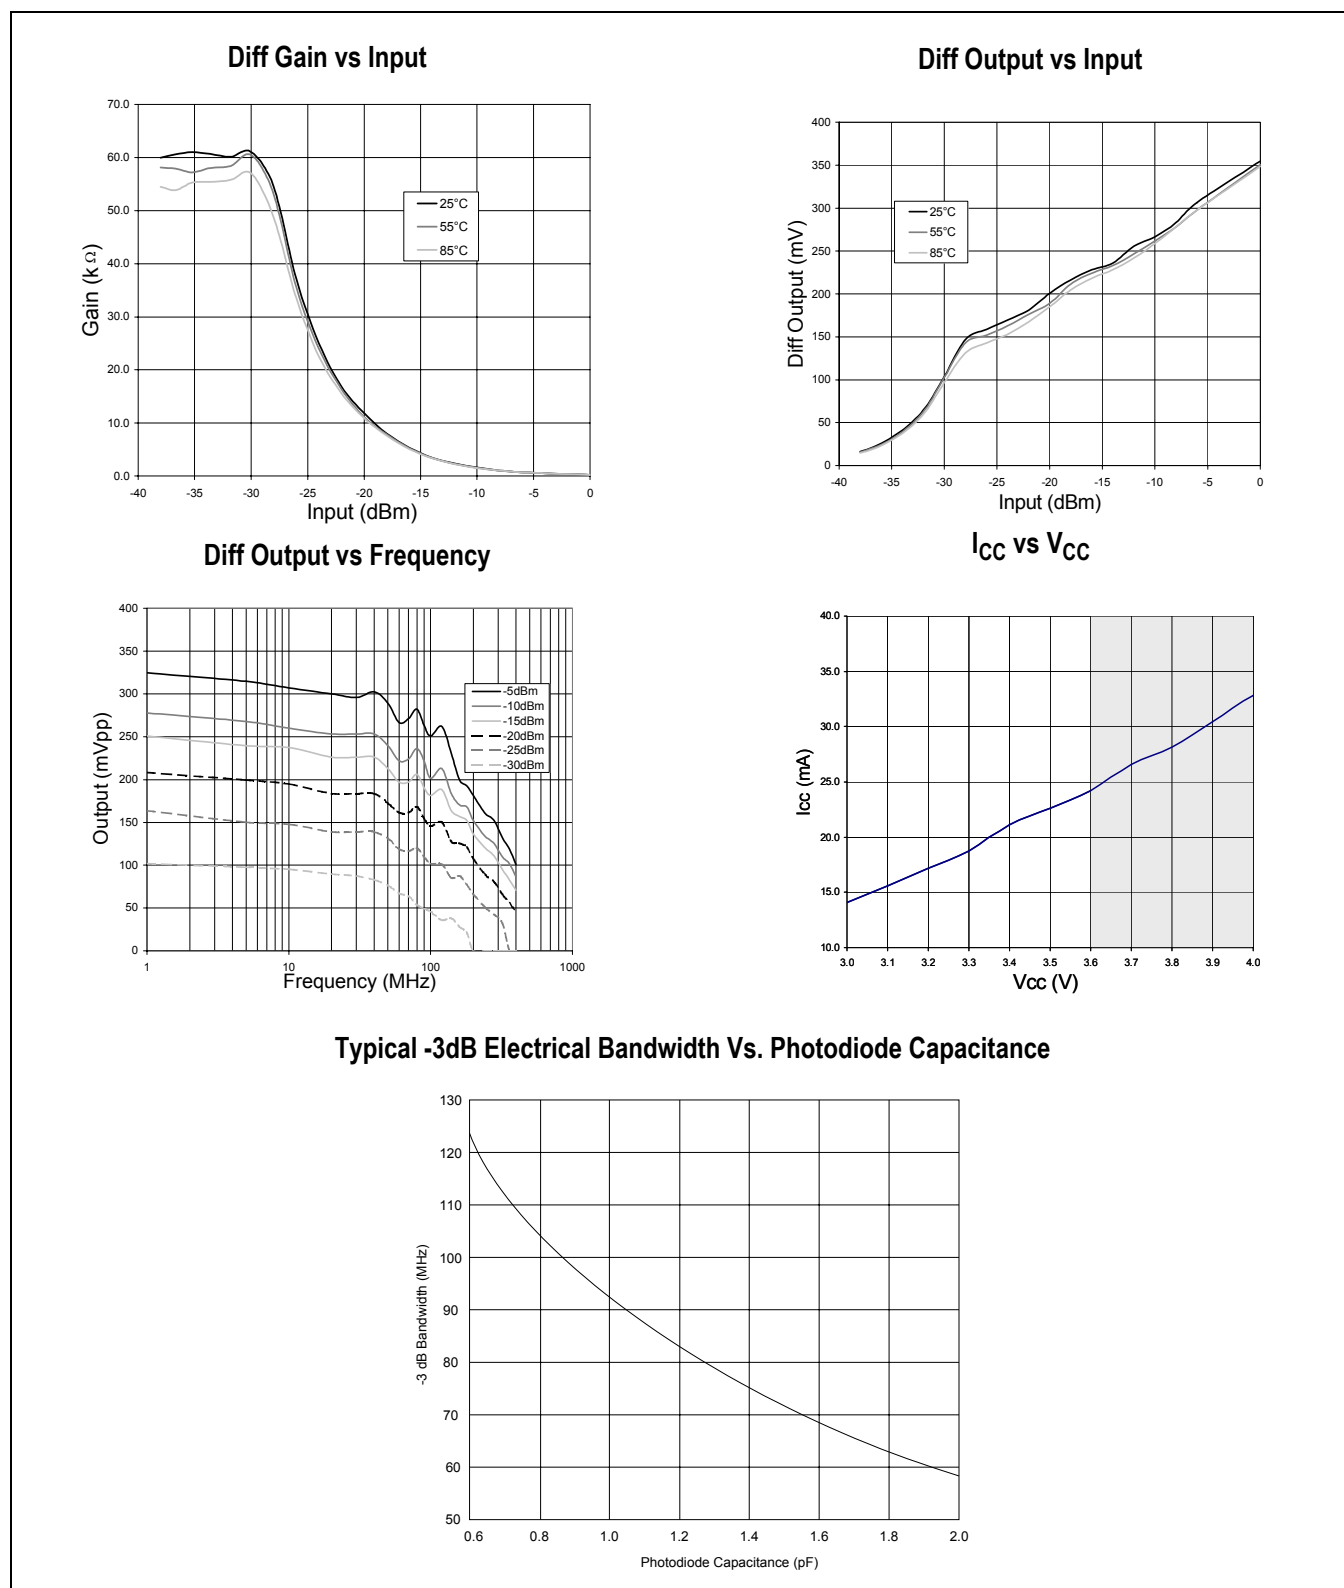 Diff Gain vs Input
70.0
60.0
50.0
40.0
30.0
20.0
10.0
0.0
Gain (k Ω)
25°C
55°C
85°C
-40 -35 -30 -25 -20 -15 -10 -5 0
Input (dBm)
Diff Output vs Input
400
350
300
250
200
150
100
50
0
Diff Output (mV)
25°C
55°C
85°C
-40 -35 -30 -25 -20 -15 -10 -5 0
Input (dBm)
Diff Output vs Frequency
400
350
300
250
200
150
100
50
0
Output (mVpp)
-5dBm
-10dBm
-15dBm
-20dBm
-25dBm
-30dBm
1 10 100 1000
Frequency (MHz)
ICC vs VCC
40.0
35.0
30.0
25.0
20.0
15.0
10.0
Icc (mA)
3.0 3.1 3.2 3.3 3.4 3.5 3.6 3.7 3.8 3.9 4.0
Vcc (V)
Typical -3dB Electrical Bandwidth Vs. Photodiode Capacitance
130
120
110
100
90
80
70
60
50
-3 dB Bandwidth (MHz)
0.6 0.8 1.0 1.2 1.4 1.6 1.8 2.0
Photodiode Capacitance (pF)